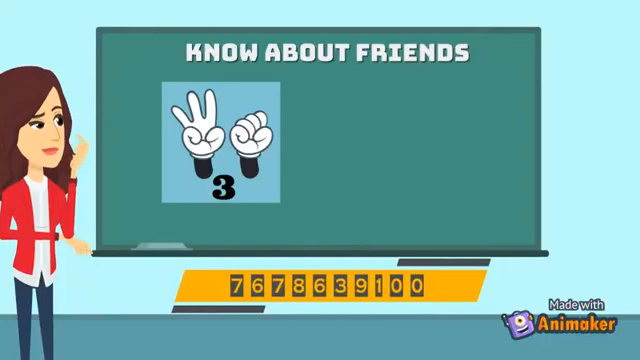 KNOW ABOUT FRIENDS
3
7678639100
Made with
Animaker